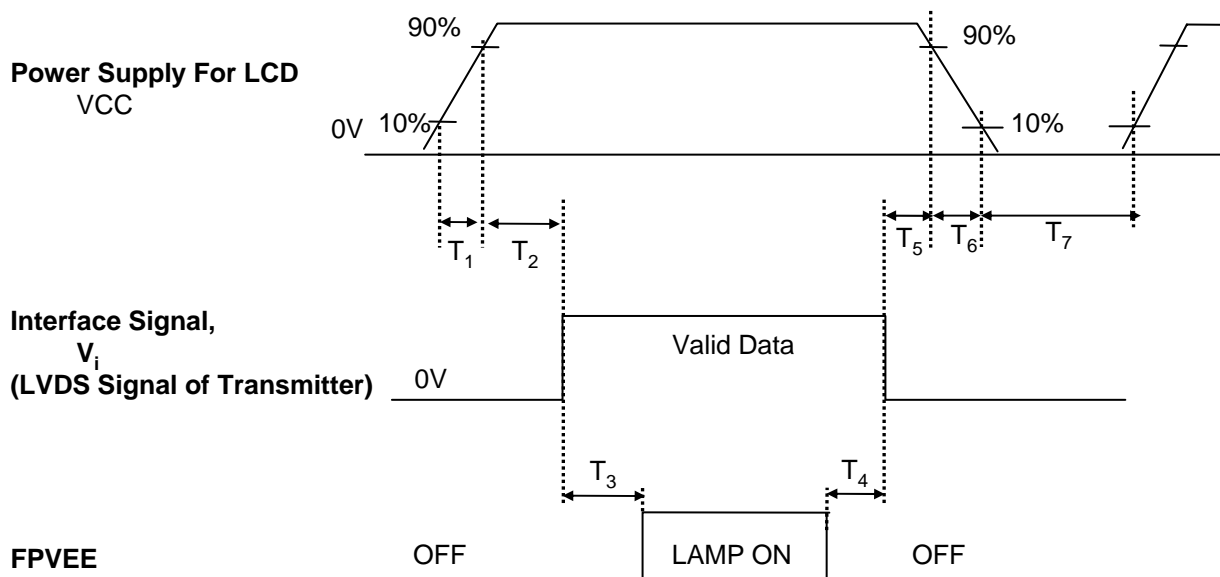 90%
90%
Power Supply For LCD
VCC
0V
10%
10%
T1
T2
T5
T6
T7
Interface Signal,
Vi
(LVDS Signal of Transmitter)
0V
Valid Data
T3
T4
FPVEE
OFF
LAMP ON
OFF